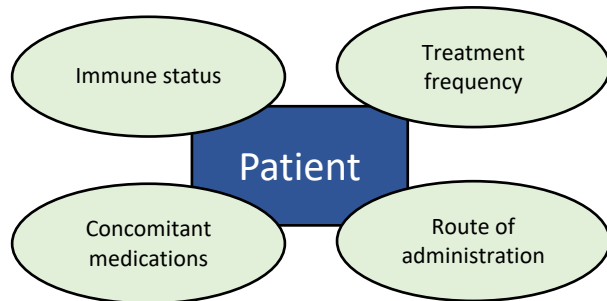 Immune status
Treatment
frequency
Patient
Concomitant
medications
Route of
administration